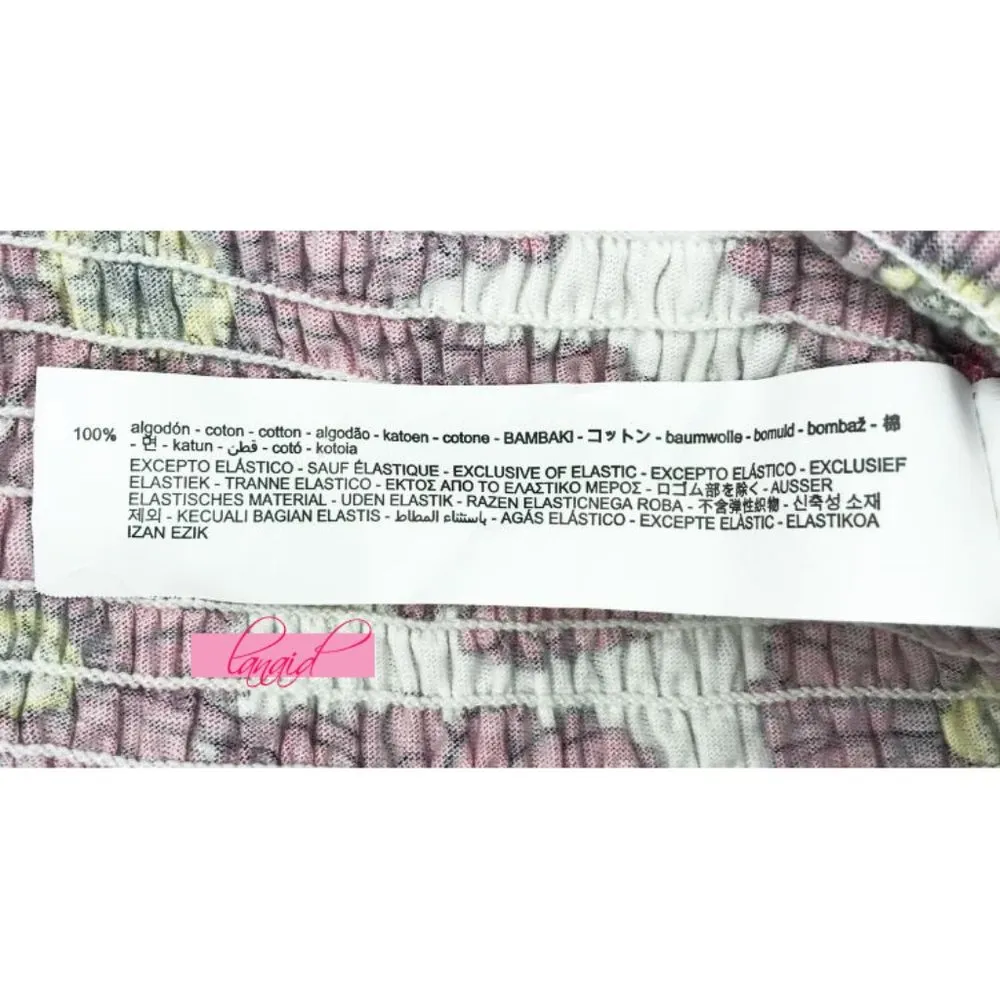 100% algodón - coton - cotton - algodão - katoen - cotone - BAMBAKI - コットン - baumwolle - bomuld - bombaž - 棉
- 면 - katun - قطن - cotó - kotoia
EXCEPTO ELÁSTICO - SAUF ÉLASTIQUE - EXCLUSIVE OF ELASTIC - EXCEPTO ELÁSTICO - EXCLUSIEF
ELASTIEK - TRANNE ELASTICO - ΕΚΤΟΣ ΑΠΟ ΤΟ ΕΛΑΣΤΙΚΟ ΜΕΡΟΣ - ロゴム部を除く - AUSSER
ELASTISCHES MATERIAL - UDEN ELASTIK - RAZEN ELASTICNEGA ROBA - 不含弹性织物 - 신축성 소재
제외 - KECUALI BAGIAN ELASTIS - باستثناء المطاط - AGÁS ELÁSTICO - EXCEPTE ELÀSTIC - ELASTIKOA
IZAN EZIK
lanaid